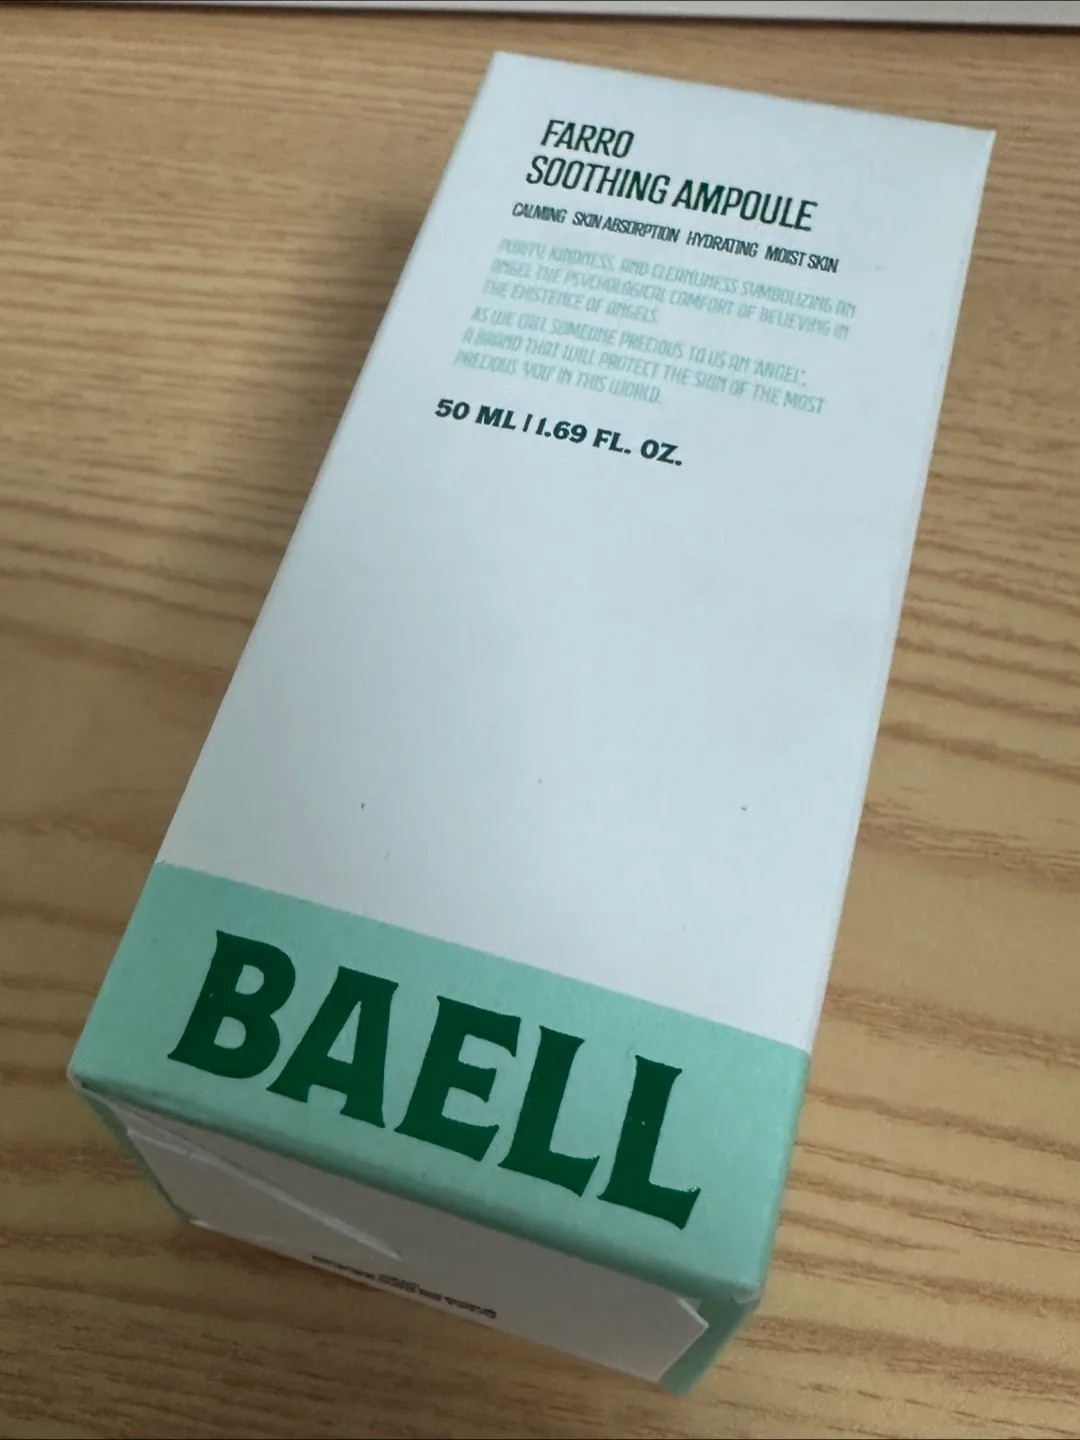 FARRO
SOOTHING AMPOULE
CALMING SKIN ABSORPTION HYDRATING MOIST SKIN
PURITY, KINDNESS, AND CLEANLINESS SYMBOLIZING AN
ANGEL THE PSYCHOLOGICAL COMFORT OF BELIEVING IN
THE EXISTENCE OF ANGELS.
AS WE CALL SOMEONE PRECIOUS TO US AN 'ANGEL',
A BRAND THAT WILL PROTECT THE SKIN OF THE MOST
PRECIOUS 'YOU' IN THIS WORLD.
50 ML / 1.69 FL. OZ.
BAELL